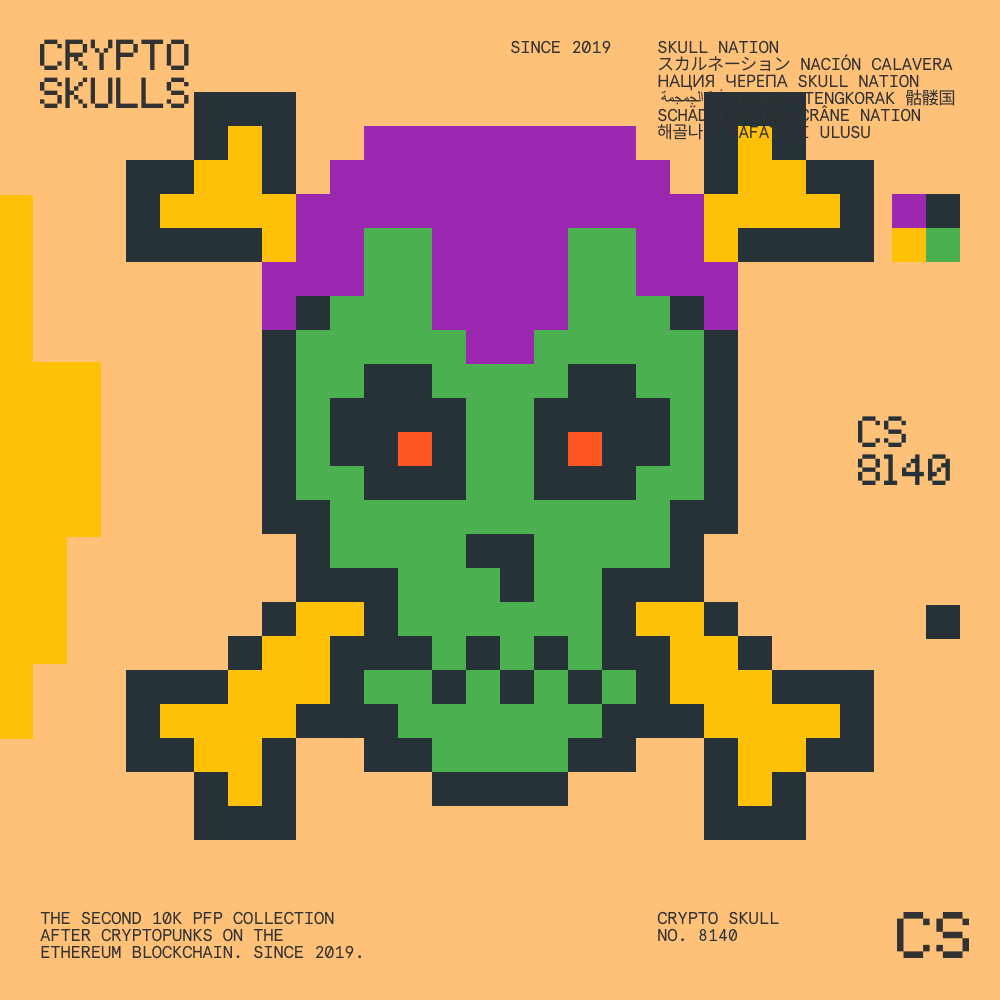 CRYPTO
SKULLS
SINCE 2019
SKULL NATION
スカルネーション NACIÓN CALAVERA
НАЦИЯ ЧЕРЕПА SKULL NATION
الجمجمة TENGKORAK 骷髅国
CRÂNE NATION
해골 ULUSU
CS
8140
THE SECOND 10K PFP COLLECTION
AFTER CRYPTOPUNKS ON THE
ETHEREUM BLOCKCHAIN. SINCE 2019.
CRYPTO SKULL
NO. 8140
CS